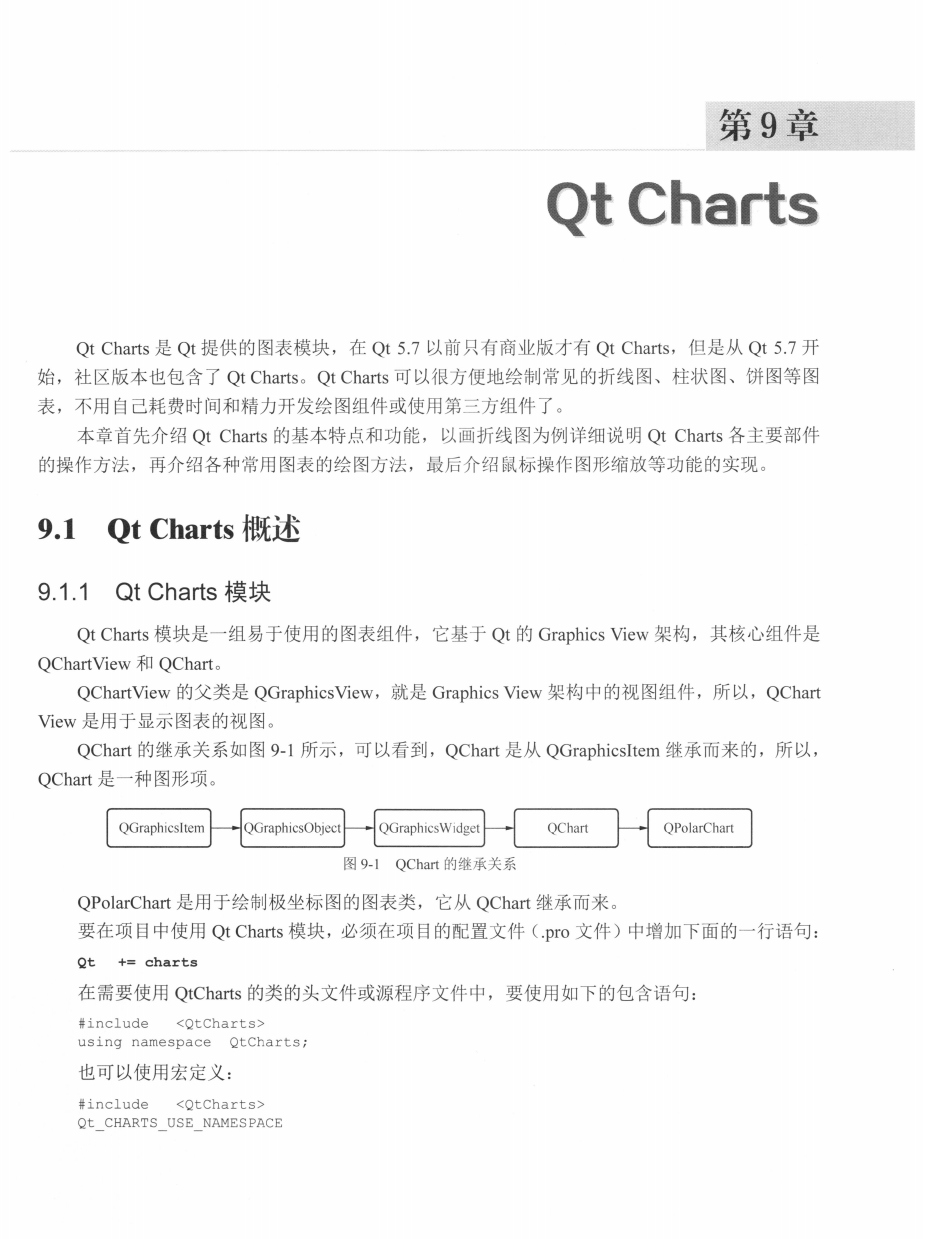 第9章
Qt Charts
Qt Charts 是 Qt 提供的图表模块，在 Qt 5.7 以前只有商业版才有 Qt Charts，但是从 Qt 5.7 开
始，社区版本也包含了 Qt Charts。Qt Charts 可以很方便地绘制常见的折线图、柱状图、饼图等图
表，不用自己耗费时间和精力开发绘图组件或使用第三方组件了。
本章首先介绍 Qt Charts 的基本特点和功能，以画折线图为例详细说明 Qt Charts 各主要部件
的操作方法，再介绍各种常用图表的绘图方法，最后介绍鼠标操作图形缩放等功能的实现。
9.1 Qt Charts 概述
9.1.1 Qt Charts 模块
Qt Charts 模块是一组易于使用的图表组件，它基于 Qt 的 Graphics View 架构，其核心组件是
QChartView 和 QChart。
QChartView 的父类是 QGraphicsView，就是 Graphics View 架构中的视图组件，所以，QChart
View 是用于显示图表的视图。
QChart 的继承关系如图 9-1 所示，可以看到，QChart 是从 QGraphicsItem 继承而来的，所以，
QChart 是一种图形项。
QGraphicsItem QGraphicsObject QGraphicsWidget QChart QPolarChart
图 9-1 QChart 的继承关系
QPolarChart 是用于绘制极坐标图的图表类，它从 QChart 继承而来。
要在项目中使用 Qt Charts 模块，必须在项目的配置文件（.pro 文件）中增加下面的一行语句：
Qt += charts
在需要使用 QtCharts 的类的头文件或源程序文件中，要使用如下的包含语句：
#include <QtCharts>
using namespace QtCharts;
也可以使用宏定义：
#include <QtCharts>
Qt_CHARTS_USE_NAMESPACE